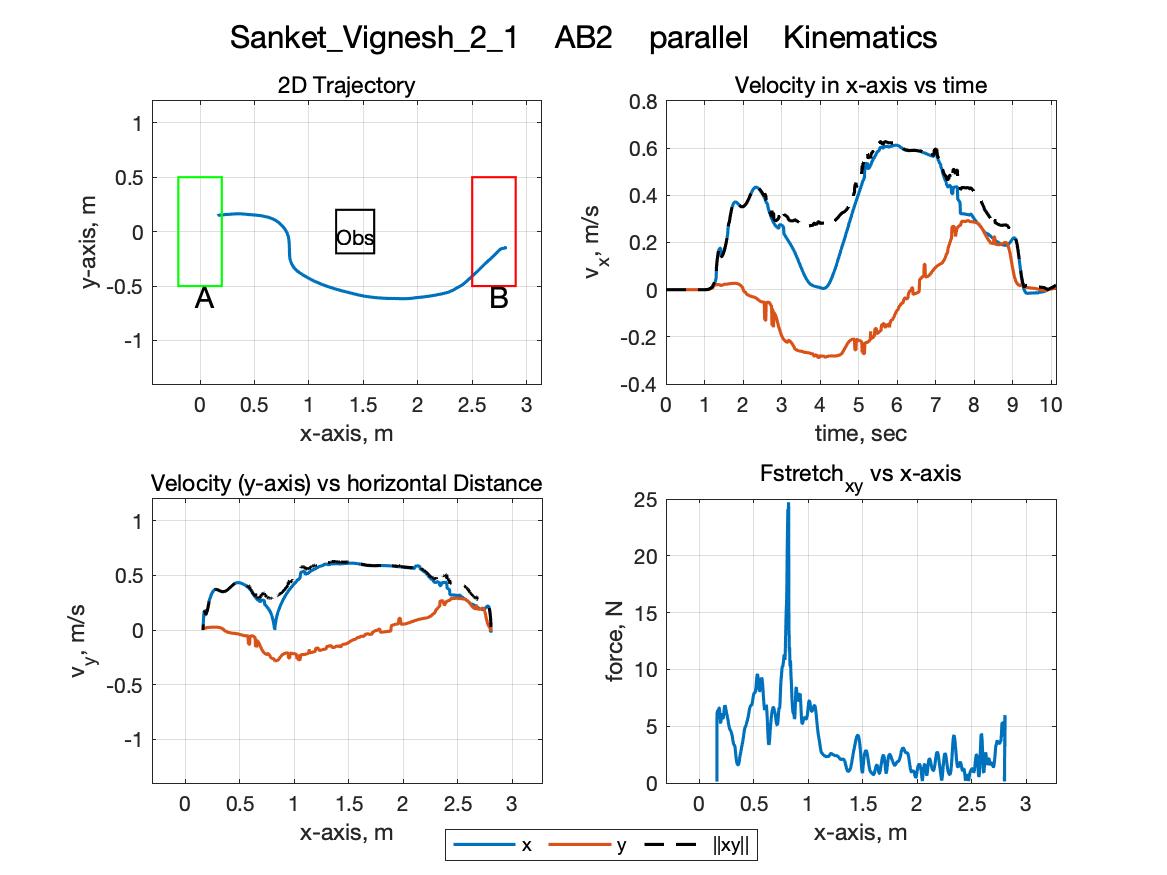 Sanket_Vignesh_2_1 AB2 parallel Kinematics
2D Trajectory
y-axis, m
1
0.5
0
-0.5
-1
Obs
A
B
0 0.5 1 1.5 2 2.5 3
x-axis, m
Velocity in x-axis vs time
vx, m/s
0.8
0.6
0.4
0.2
0
-0.2
-0.4
0 1 2 3 4 5 6 7 8 9 10
time, sec
Velocity (y-axis) vs horizontal Distance
vy, m/s
1
0.5
0
-0.5
-1
0 0.5 1 1.5 2 2.5 3
x-axis, m
Fstretchxy vs x-axis
force, N
25
20
15
10
5
0
0 0.5 1 1.5 2 2.5 3
x-axis, m
x y ||xy||